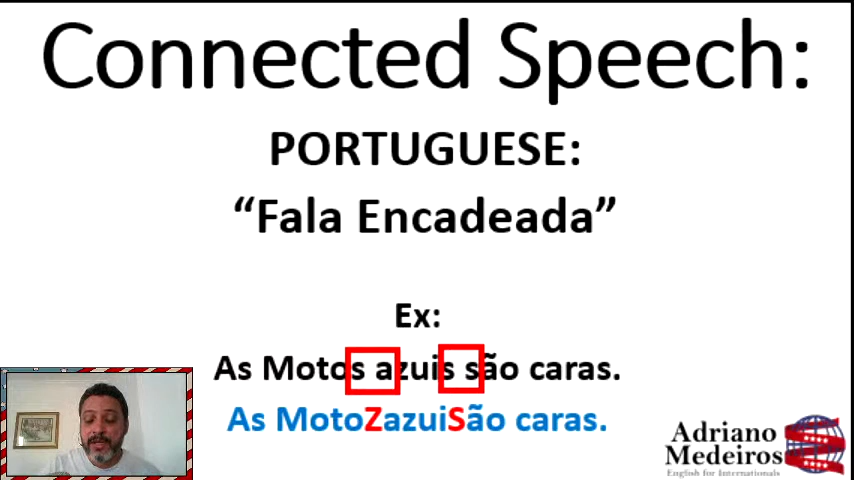 Connected Speech:
PORTUGUESE:
“Fala Encadeada”
Ex:
As Motos azuis são caras.
As MotoZazuiSão caras.
Adriano
Medeiros
English for Internationals